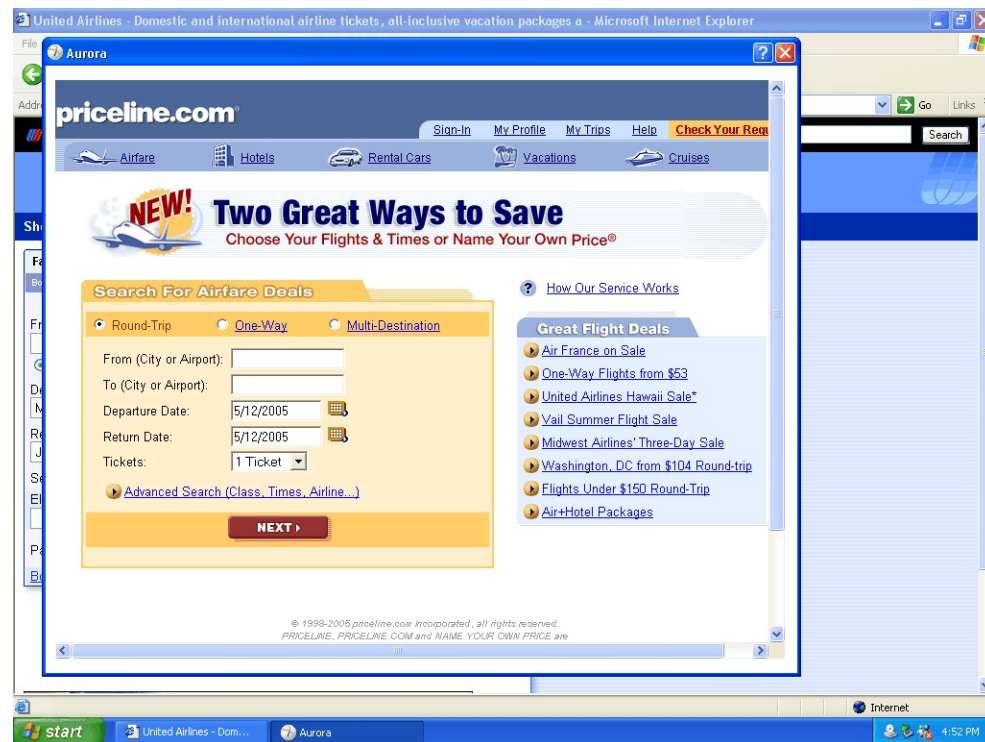 United Airlines - Domestic and international airline tickets, all-inclusive vacation packages a - Microsoft Internet Explorer
File
Aurora
Addr
Go Links
Search
priceline.com
Sign-In My Profile My Trips Help Check Your Requ
Airfare Hotels Rental Cars Vacations Cruises
NEW!
Two Great Ways to Save
Choose Your Flights & Times or Name Your Own Price®
Search For Airfare Deals
Round-Trip One-Way Multi-Destination
From (City or Airport):
To (City or Airport):
Departure Date: 5/12/2005
Return Date: 5/12/2005
Tickets: 1 Ticket
Advanced Search (Class, Times, Airline...)
NEXT
How Our Service Works
Great Flight Deals
Air France on Sale
One-Way Flights from $53
United Airlines Hawaii Sale*
Vail Summer Flight Sale
Midwest Airlines' Three-Day Sale
Washington, DC from $104 Round-trip
Flights Under $150 Round-Trip
Air+Hotel Packages
© 1998-2005 priceline.com Incorporated, all rights reserved.
PRICELINE, PRICELINE.COM and NAME YOUR OWN PRICE are
Internet
start United Airlines - Dom... Aurora 4:52 PM